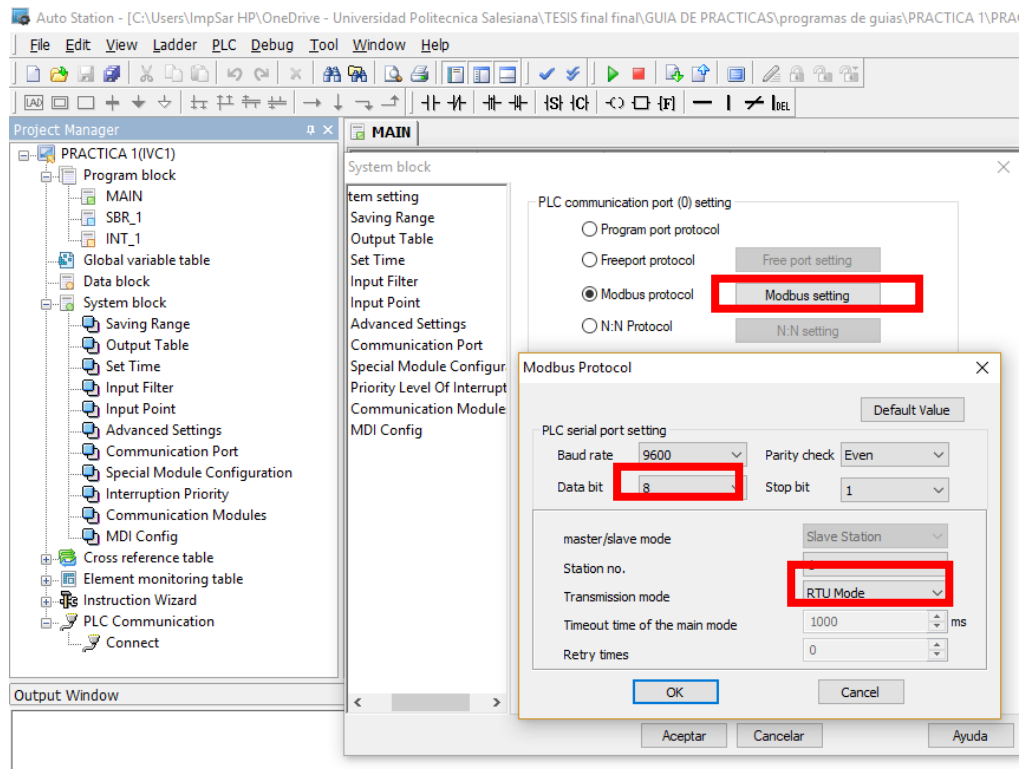 Auto Station - [C:\Users\ImpSar HP\OneDrive - Universidad Politecnica Salesiana\TESIS final final\GUIA DE PRACTICAS\programas de guias\PRACTICA 1\PRA
File Edit View Ladder PLC Debug Tool Window Help
LAD
S C F DEL
Project Manager
MAIN
PRACTICA 1(IVC1)
Program block
MAIN
SBR_1
INT_1
Global variable table
Data block
System block
Saving Range
Output Table
Set Time
Input Filter
Input Point
Advanced Settings
Communication Port
Special Module Configuration
Interruption Priority
Communication Modules
MDI Config
Cross reference table
Element monitoring table
Instruction Wizard
PLC Communication
Connect
Output Window
System block
tem setting
Saving Range
Output Table
Set Time
Input Filter
Input Point
Advanced Settings
Communication Port
Special Module Configur
Priority Level Of Interrupt
Communication Module
MDI Config
PLC communication port (0) setting
Program port protocol
Freeport protocol Free port setting
Modbus protocol Modbus setting
N:N Protocol N:N setting
Modbus Protocol
Default Value
PLC serial port setting
Baud rate 9600 Parity check Even
Data bit 8 Stop bit 1
master/slave mode Slave Station
Station no.
Transmission mode RTU Mode
Timeout time of the main mode 1000 ms
Retry times 0
OK Cancel
Aceptar Cancelar Ayuda